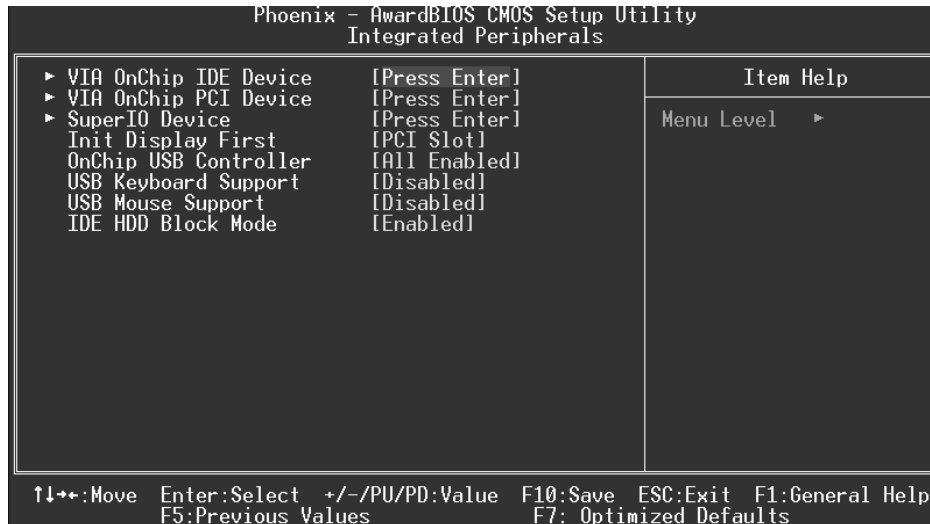 Phoenix - AwardBIOS CMOS Setup Utility
Integrated Peripherals
► VIA OnChip IDE Device [Press Enter]
► VIA OnChip PCI Device [Press Enter]
► SuperIO Device [Press Enter]
Init Display First [PCI Slot]
OnChip USB Controller [All Enabled]
USB Keyboard Support [Disabled]
USB Mouse Support [Disabled]
IDE HDD Block Mode [Enabled]
Item Help
Menu Level ►
↑↓→←:Move Enter:Select +/-/PU/PD:Value F10:Save ESC:Exit F1:General Help
F5:Previous Values F7: Optimized Defaults